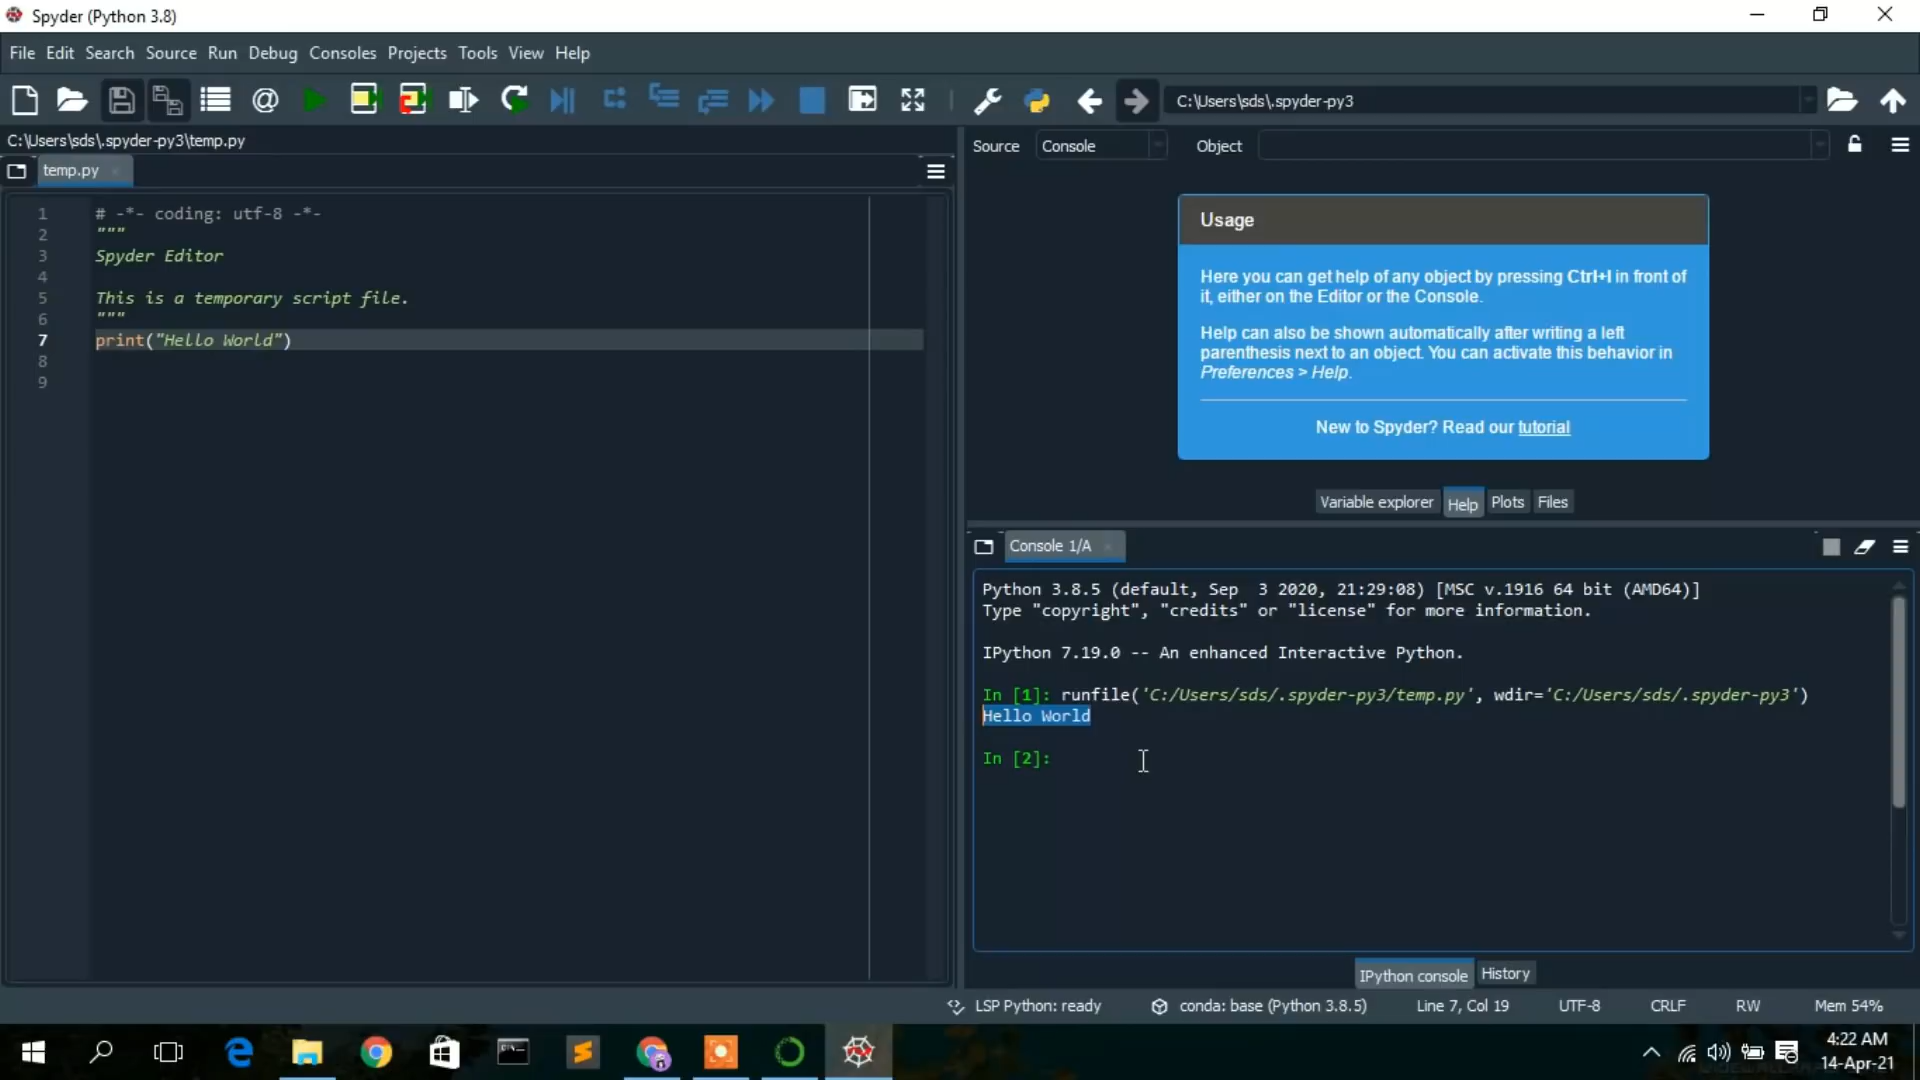 Spyder (Python 3.8)
File Edit Search Source Run Debug Consoles Projects Tools View Help
C:\Users\sds\.spyder-py3
C:\Users\sds\.spyder-py3\temp.py
temp.py
1 # -*- coding: utf-8 -*-
2 """
3 Spyder Editor
4
5 This is a temporary script file.
6 """
7 print("Hello World")
8
9
Source Console Object
Usage
Here you can get help of any object by pressing Ctrl+I in front of
it, either on the Editor or the Console.
Help can also be shown automatically after writing a left
parenthesis next to an object. You can activate this behavior in
Preferences > Help.
New to Spyder? Read our tutorial
Variable explorer Help Plots Files
Console 1/A
Python 3.8.5 (default, Sep  3 2020, 21:29:08) [MSC v.1916 64 bit (AMD64)]
Type "copyright", "credits" or "license" for more information.
IPython 7.19.0 -- An enhanced Interactive Python.
In [1]: runfile('C:/Users/sds/.spyder-py3/temp.py', wdir='C:/Users/sds/.spyder-py3')
Hello World
In [2]:
IPython console History
LSP Python: ready conda: base (Python 3.8.5) Line 7, Col 19 UTF-8 CRLF RW Mem 54%
4:22 AM
14-Apr-21